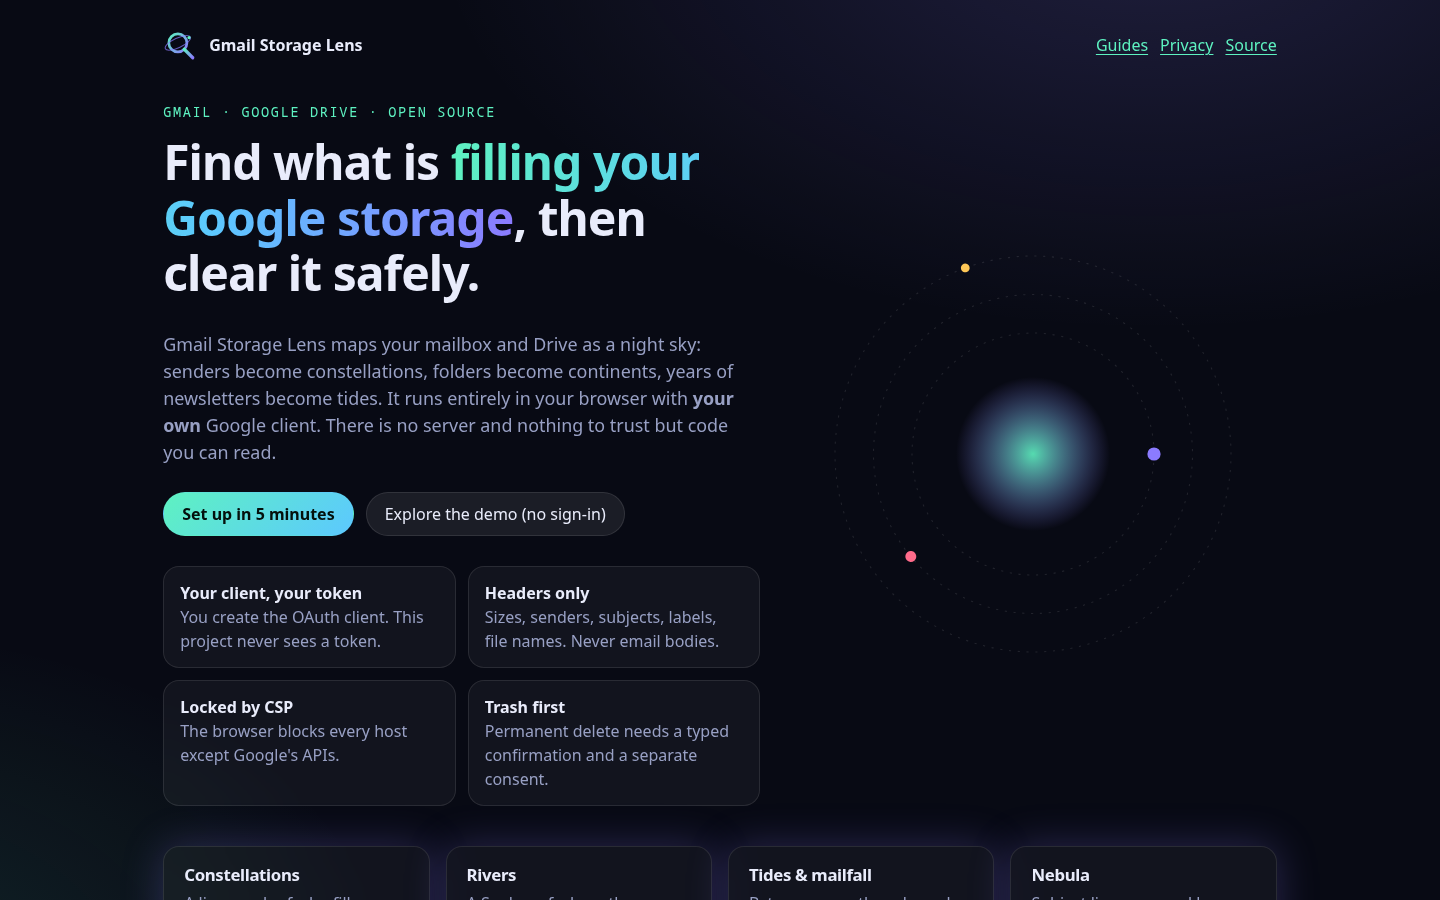 Gmail Storage Lens
Guides Privacy Source
GMAIL · GOOGLE DRIVE · OPEN SOURCE
Find what is filling your
Google storage, then
clear it safely.
Gmail Storage Lens maps your mailbox and Drive as a night sky:
senders become constellations, folders become continents, years of
newsletters become tides. It runs entirely in your browser with your
own Google client. There is no server and nothing to trust but code
you can read.
Set up in 5 minutes
Explore the demo (no sign-in)
Your client, your token
You create the OAuth client. This
project never sees a token.
Headers only
Sizes, senders, subjects, labels,
file names. Never email bodies.
Locked by CSP
The browser blocks every host
except Google's APIs.
Trash first
Permanent delete needs a typed
confirmation and a separate
consent.
Constellations
Rivers
Tides & mailfall
Nebula